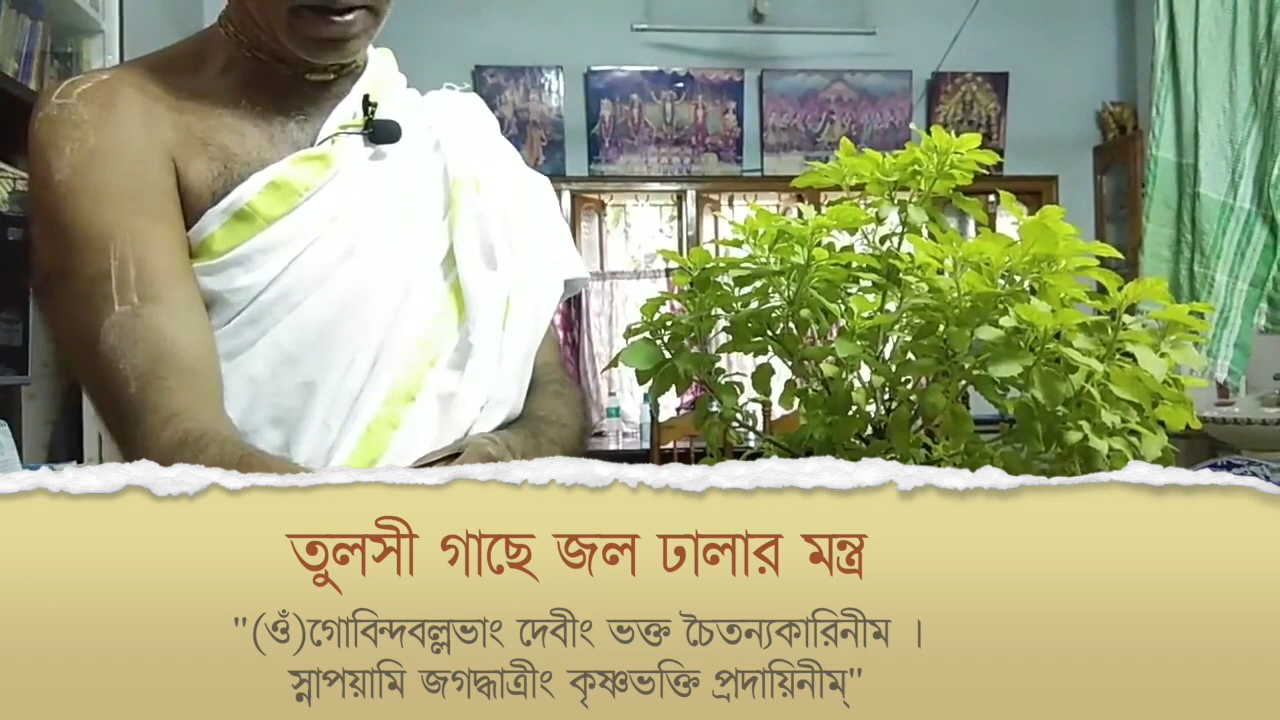 তুলসী গাছে জল ঢালার মন্ত্র
"(ওঁ)গোবিন্দবল্লভাং দেবীং ভক্ত চৈতন্যকারিনীম ।
স্নাপয়ামি জগদ্ধাত্রীং কৃষ্ণভক্তি প্রদায়িনীম্"